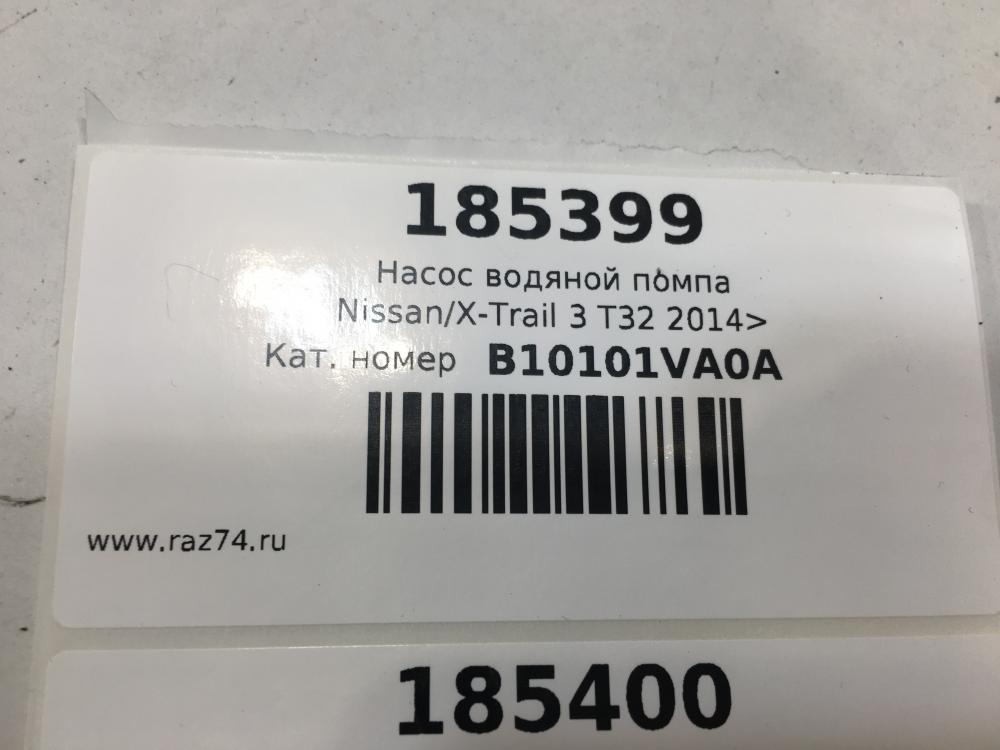 185399
Насос водяной помпа
Nissan/X-Trail 3 T32 2014>
Кат. номер B10101VA0A
www.raz74.ru
185400